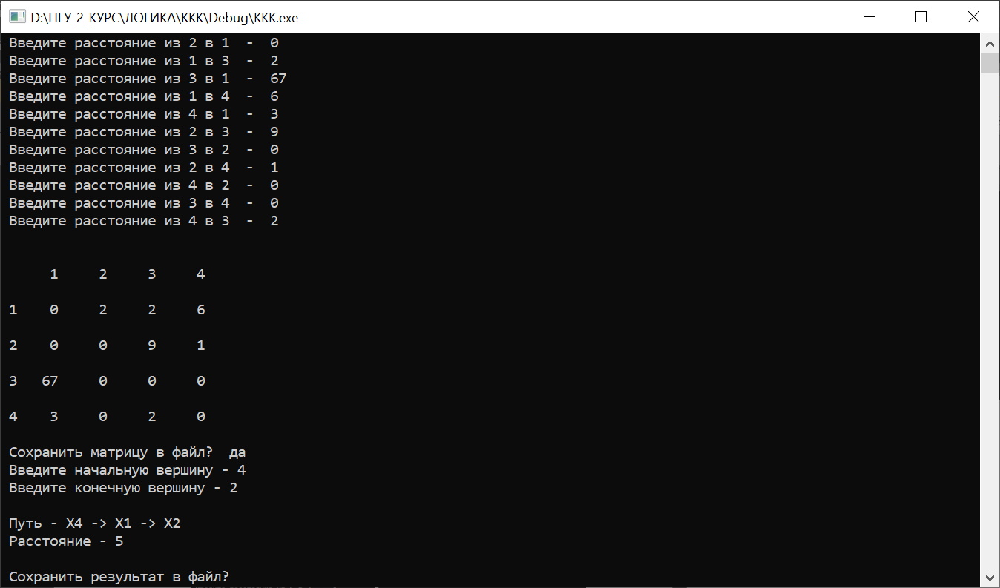 D:\ПГУ_2_КУРС\ЛОГИКА\ККК\Debug\ККК.exe
Введите расстояние из 2 в 1 - 0
Введите расстояние из 1 в 3 - 2
Введите расстояние из 3 в 1 - 67
Введите расстояние из 1 в 4 - 6
Введите расстояние из 4 в 1 - 3
Введите расстояние из 2 в 3 - 9
Введите расстояние из 3 в 2 - 0
Введите расстояние из 2 в 4 - 1
Введите расстояние из 4 в 2 - 0
Введите расстояние из 3 в 4 - 0
Введите расстояние из 4 в 3 - 2
1 2 3 4
1 0 2 2 6
2 0 0 9 1
3 67 0 0 0
4 3 0 2 0
Сохранить матрицу в файл? да
Введите начальную вершину - 4
Введите конечную вершину - 2
Путь - X4 -> X1 -> X2
Расстояние - 5
Сохранить результат в файл?